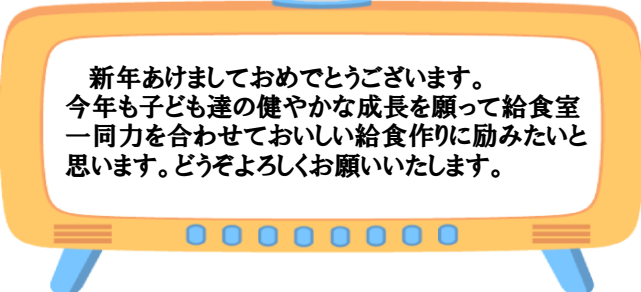 新年あけましておめでとうございます。
今年も子ども達の健やかな成長を願って給食室
一同力を合わせておいしい給食作りに励みたいと
思います。どうぞよろしくお願いいたします。